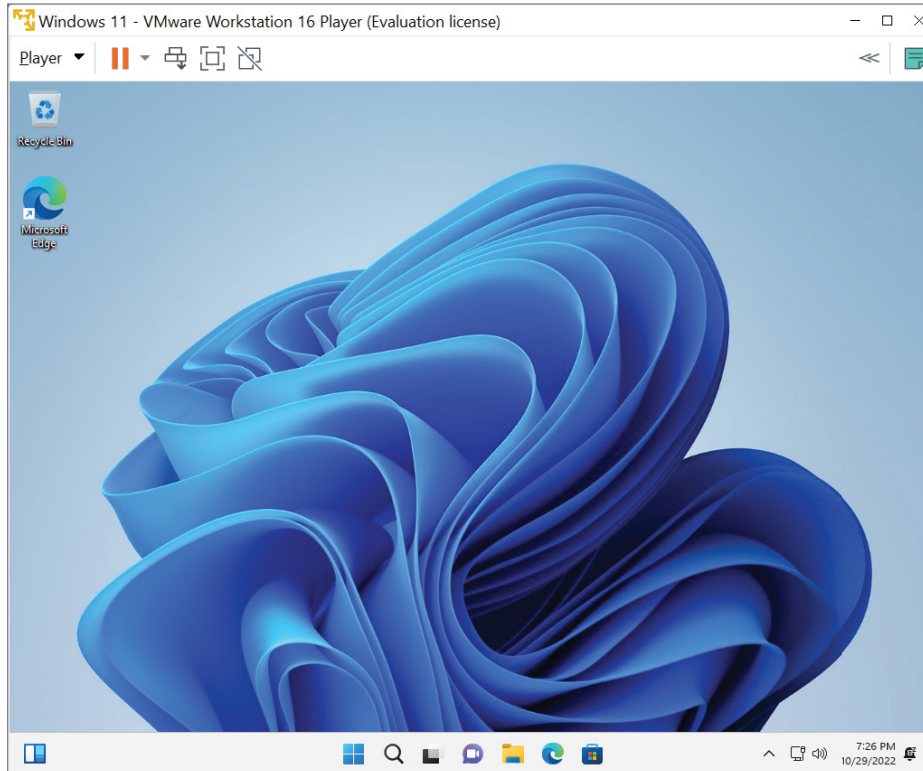 Windows 11 - VMware Workstation 16 Player (Evaluation license)
Player
Recycle Bin
Microsoft
Edge
7:26 PM
10/29/2022